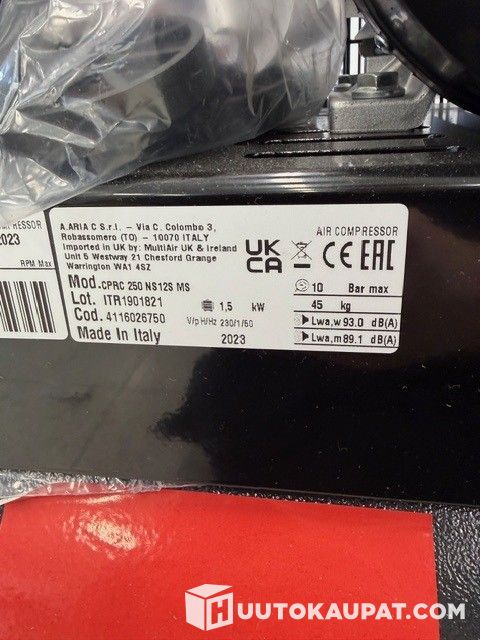 RESSOR
2023
RPM Max
A.ARIA C S.r.l. - Via C. Colombo 3,
Robassomero (TO) - 10070 ITALY
Imported in UK by: MultiAir UK & Ireland
Unit 5 Westway 21 Chesford Grange
Warrington WA1 4SZ
UK
CA
CE
EAC
AIR COMPRESSOR
Mod.CPRC 250 NS12S MS
Lot. ITR1901821
Cod. 4116026750
Made in Italy
1,5 kW
V/p H/Hz 230/1/50
2023
10 Bar max
45 kg
Lwa,w 93.0 dB(A)
Lwa,m 89.1 dB(A)
HUUTOKAUPAT.COM